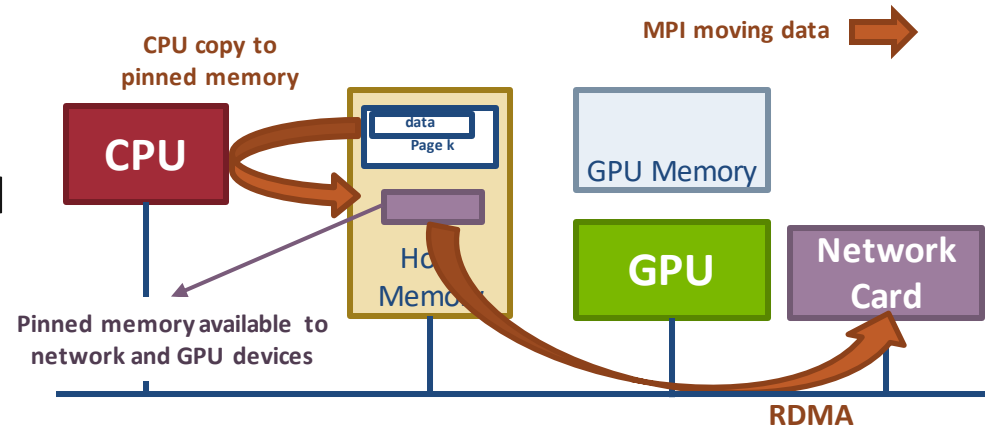 MPI moving data
CPU copy to
pinned memory
data
Page k
CPU
GPU Memory
GPU
Network
Card
Memory
Pinned memory available to
network and GPU devices
RDMA